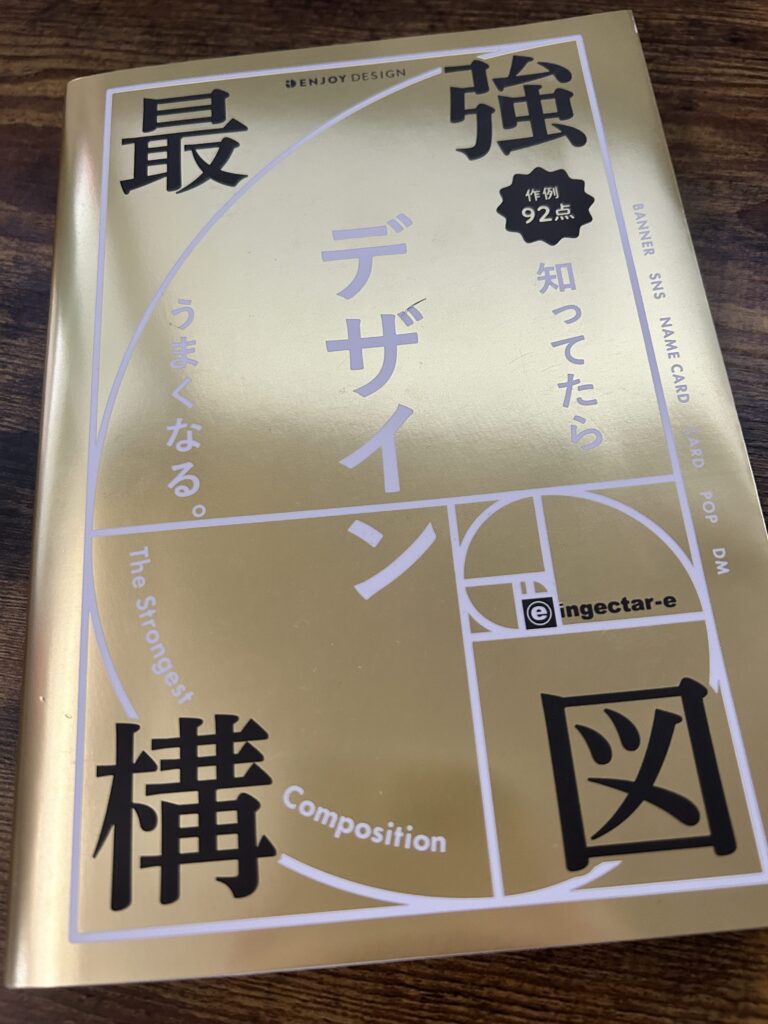 ENJOY DESIGN
最強
作例
92点
知ってたら
デザイン
うまくなる。
BANNER SNS NAME CARD CARD POP DM
The Strongest
Composition
e ingectar-e
構図